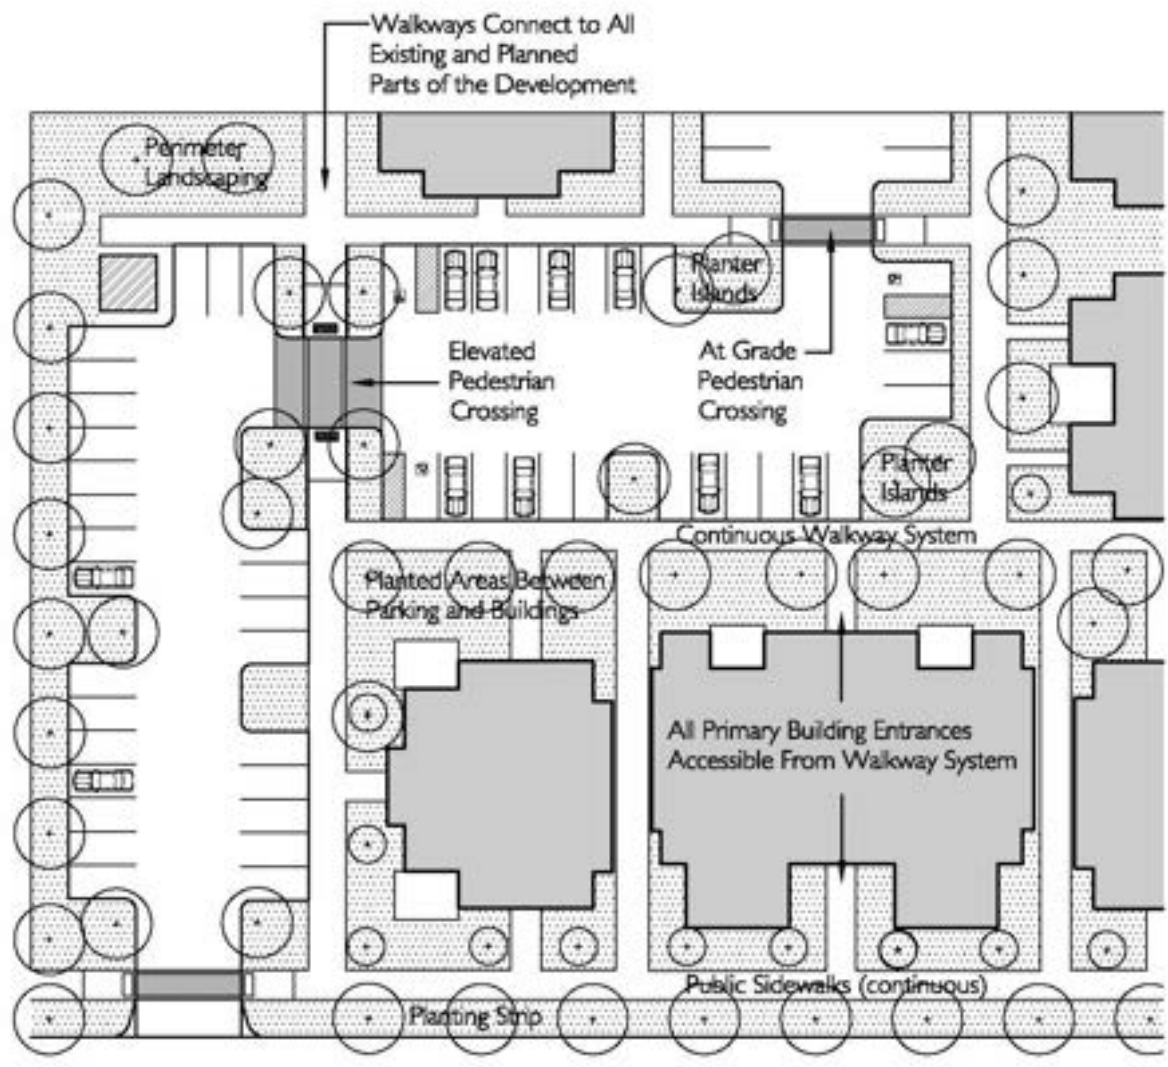 Walkways Connect to All
Existing and Planned
Parts of the Development
Perimeter
Landscaping
Planter
Islands
Elevated
Pedestrian
Crossing
At Grade
Pedestrian
Crossing
Planter
Islands
Continuous Walkway System
Planted Areas Between
Parking and Buildings
All Primary Building Entrances
Accessible From Walkway System
Public Sidewalks (continuous)
Planting Strip